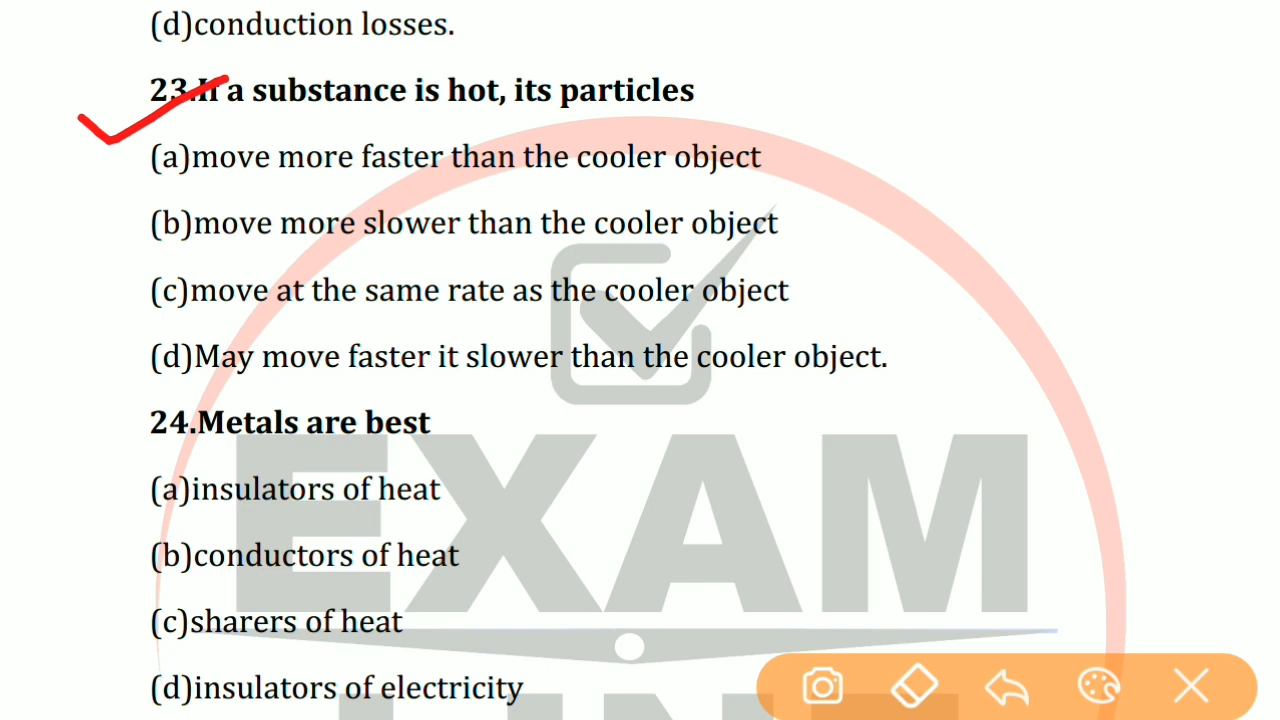 (d)conduction losses.
23.If a substance is hot, its particles
(a)move more faster than the cooler object
(b)move more slower than the cooler object
(c)move at the same rate as the cooler object
(d)May move faster it slower than the cooler object.
24.Metals are best
(a)insulators of heat
(b)conductors of heat
(c)sharers of heat
(d)insulators of electricity
EXAM